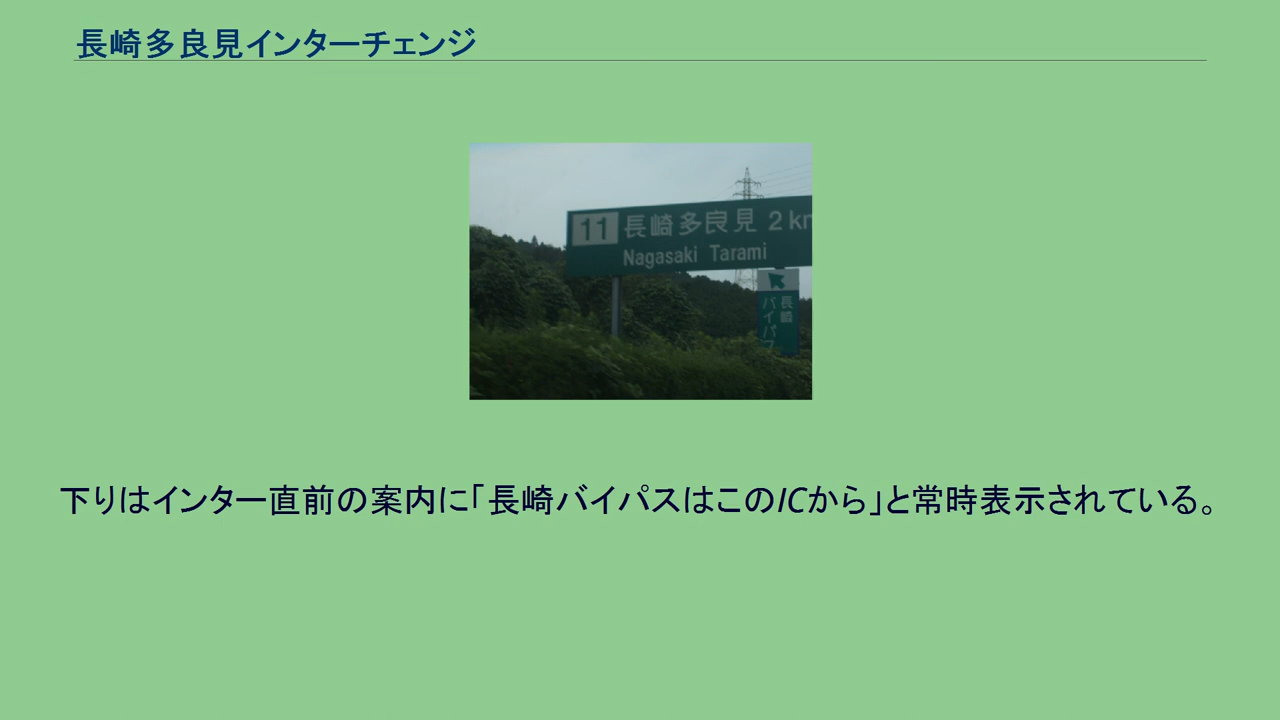 長崎多良見インターチェンジ
11 長崎多良見 2 km
Nagasaki Tarami
長崎
バイパス
下りはインター直前の案内に「長崎バイパスはこのICから」と常時表示されている。